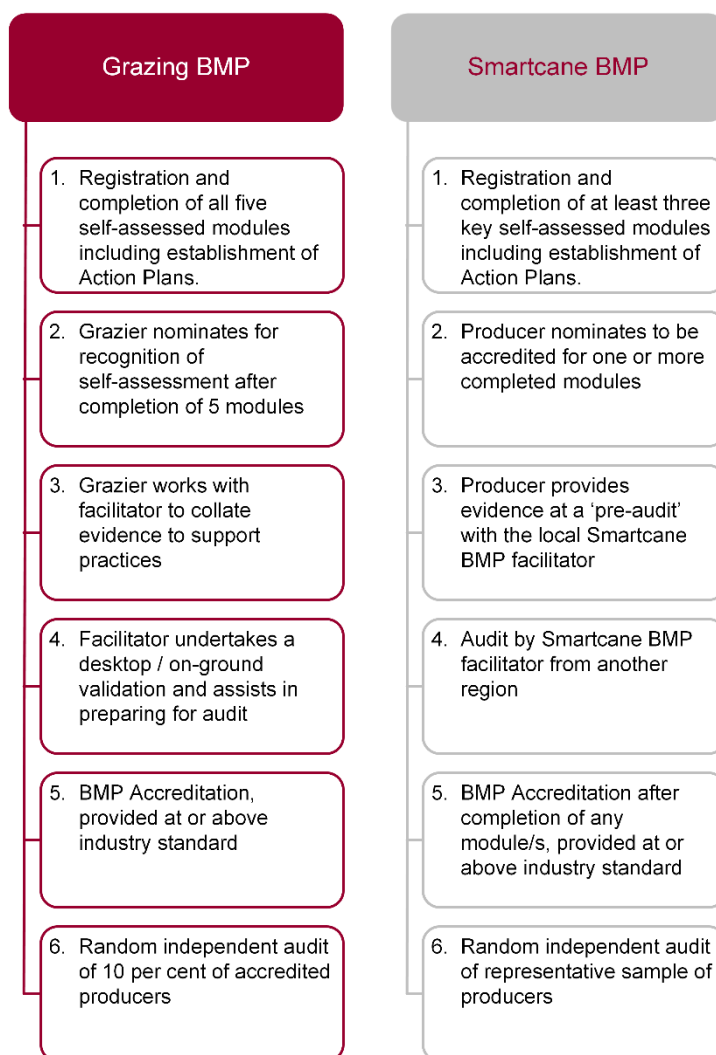 Grazing BMP
1. Registration and
completion of all five
self-assessed modules
including establishment of
Action Plans.
2. Grazier nominates for
recognition of
self-assessment after
completion of 5 modules
3. Grazier works with
facilitator to collate
evidence to support
practices
4. Facilitator undertakes a
desktop / on-ground
validation and assists in
preparing for audit
5. BMP Accreditation,
provided at or above
industry standard
6. Random independent audit
of 10 per cent of accredited
producers
Smartcane BMP
1. Registration and
completion of at least three
key self-assessed modules
including establishment of
Action Plans.
2. Producer nominates to be
accredited for one or more
completed modules
3. Producer provides
evidence at a ‘pre-audit’
with the local Smartcane
BMP facilitator
4. Audit by Smartcane BMP
facilitator from another
region
5. BMP Accreditation after
completion of any
module/s, provided at or
above industry standard
6. Random independent audit
of representative sample of
producers